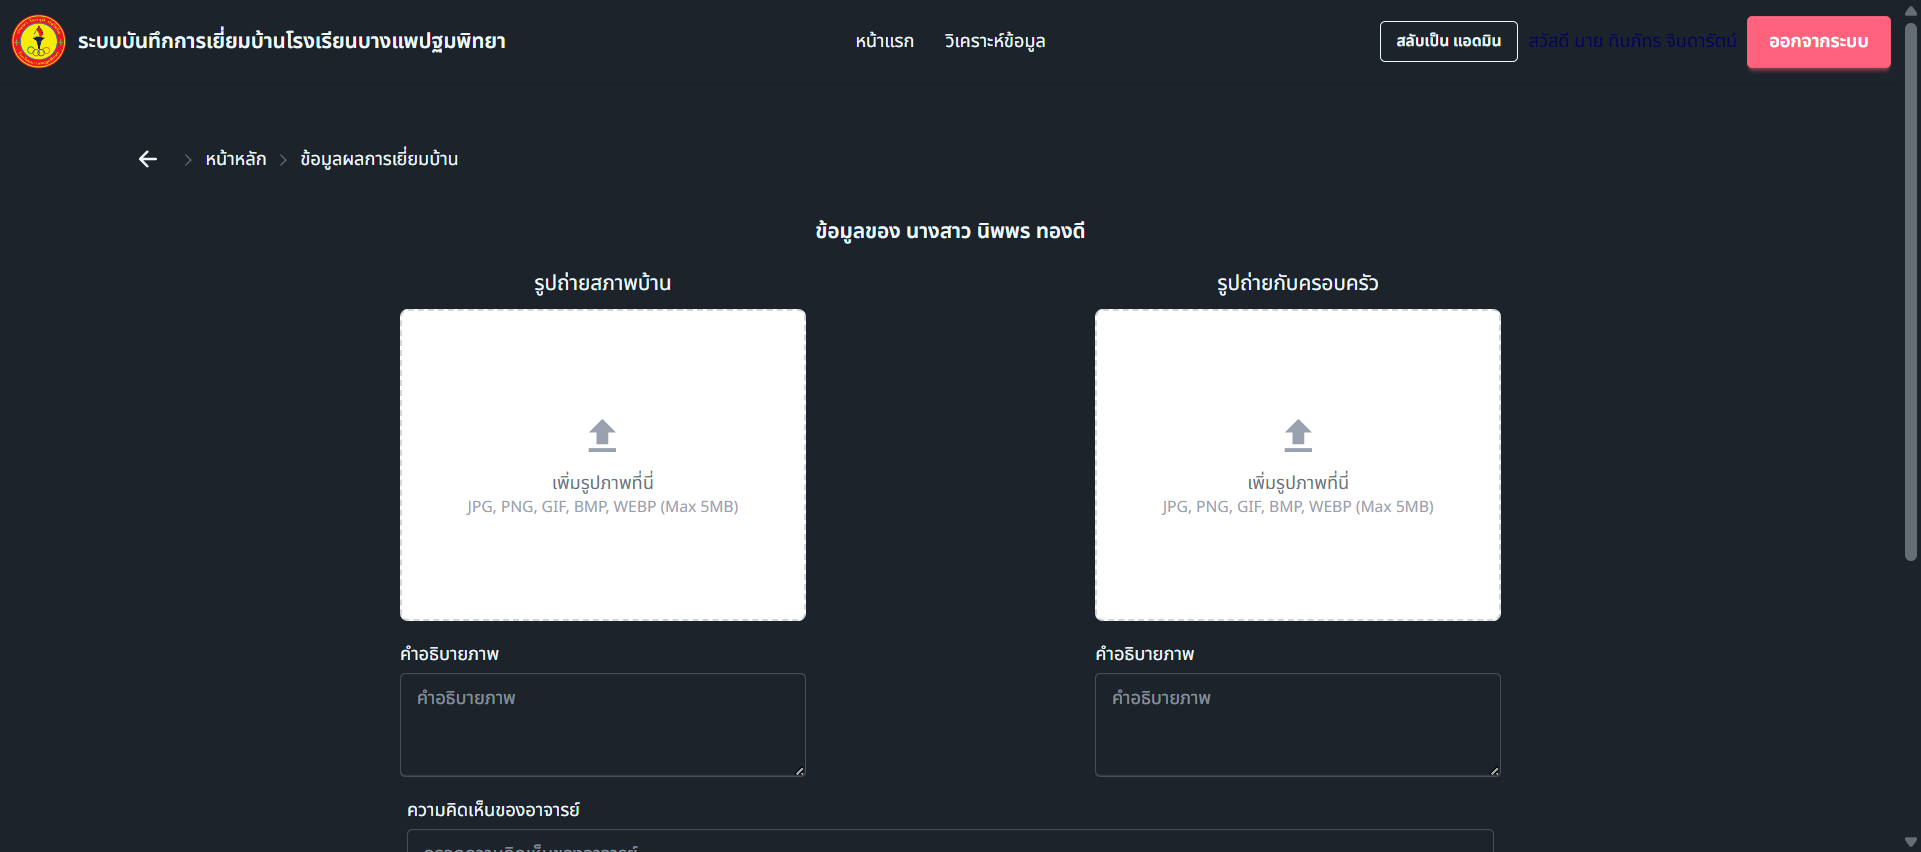 ระบบบันทึกการเยี่ยมบ้านโรงเรียนบางแพปฐมพิทยา
หน้าแรก
วิเคราะห์ข้อมูล
สลับเป็น แอดมิน
สวัสดี นาย ทินภัทร จินดารัตน์
ออกจากระบบ
หน้าหลัก
ข้อมูลผลการเยี่ยมบ้าน
ข้อมูลของ นางสาว นิพพร ทองดี
รูปถ่ายสภาพบ้าน
รูปถ่ายกับครอบครัว
เพิ่มรูปภาพที่นี่
JPG, PNG, GIF, BMP, WEBP (Max 5MB)
เพิ่มรูปภาพที่นี่
JPG, PNG, GIF, BMP, WEBP (Max 5MB)
คำอธิบายภาพ
คำอธิบายภาพ
คำอธิบายภาพ
คำอธิบายภาพ
ความคิดเห็นของอาจารย์